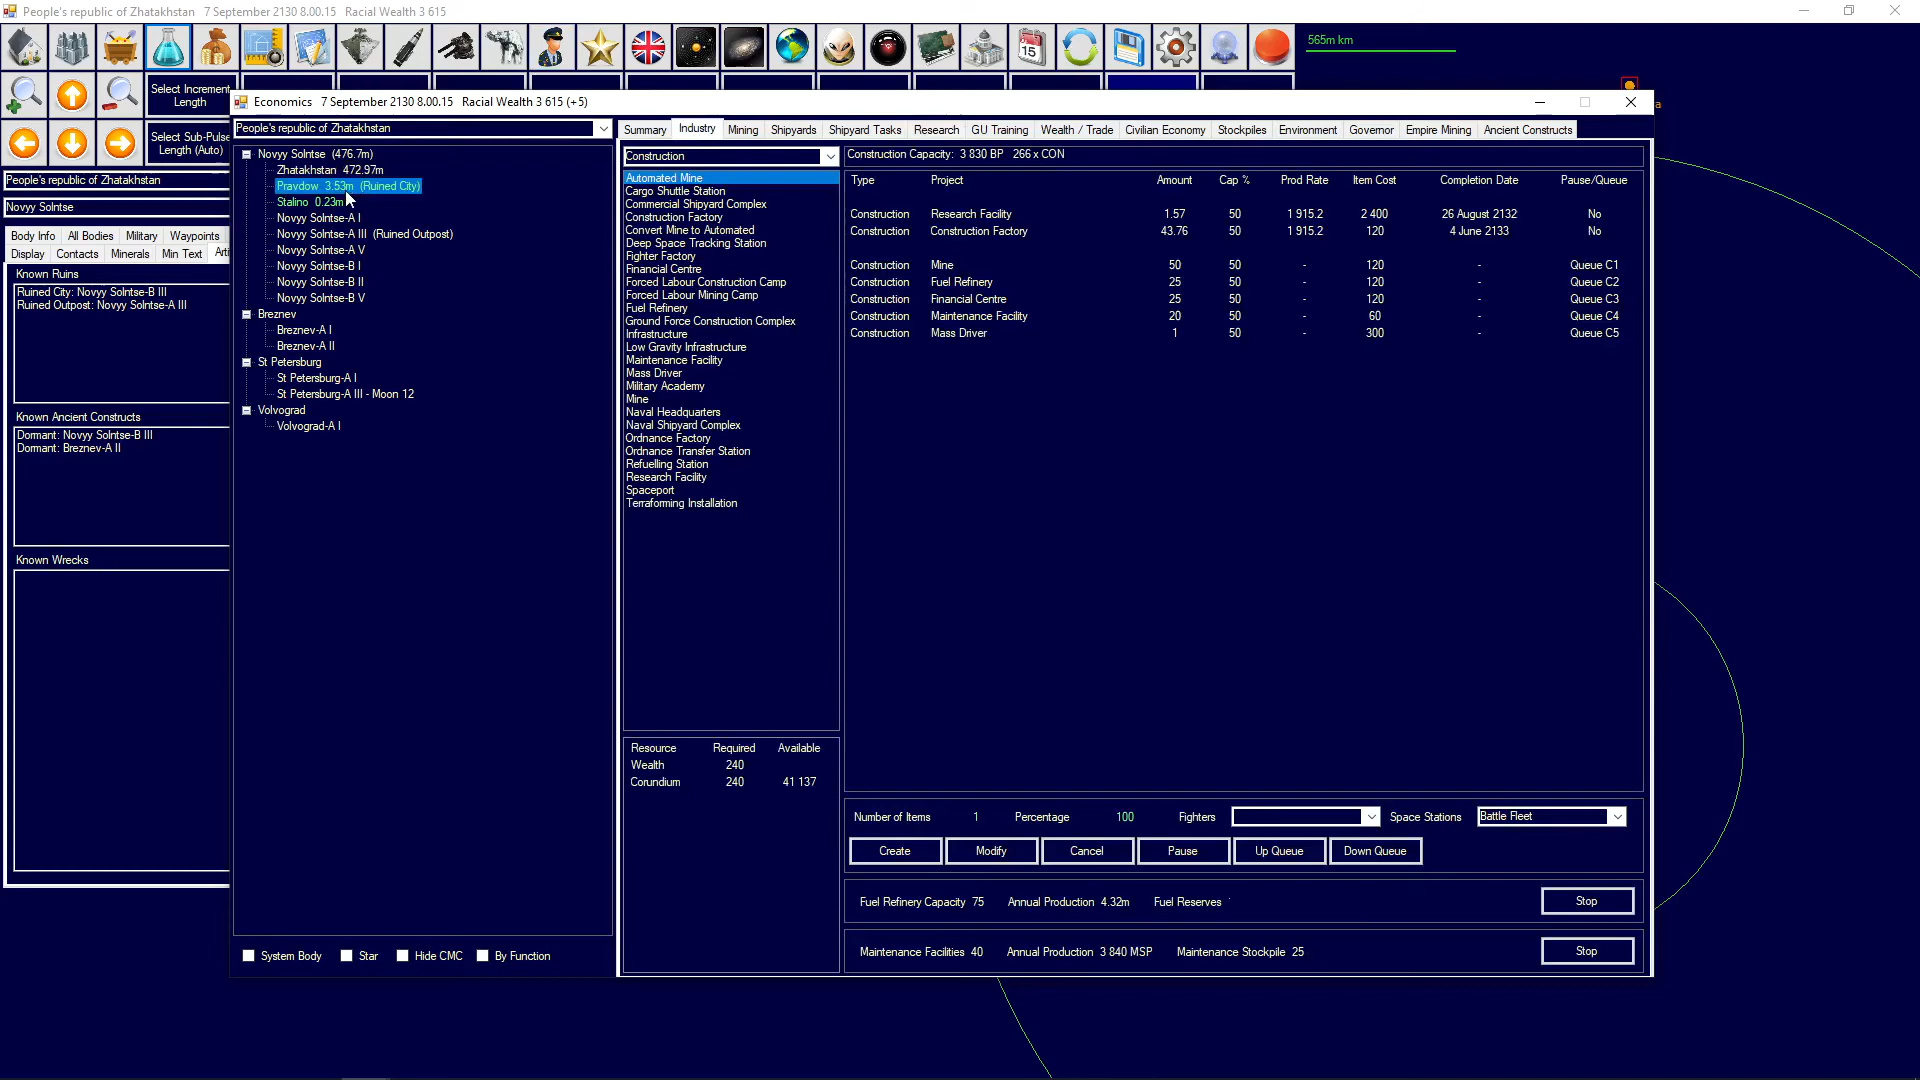 People's republic of Zhatakhstan   7 September 2130 8.00.15   Racial Wealth 3 615
15
565m km
Select Increment Length
Select Sub-Pulse Length (Auto)
People's republic of Zhatakhstan
Novyy Solntse
Body Info   All Bodies   Military   Waypoints
Display   Contacts   Minerals   Min Text   Arti
Known Ruins
Ruined City: Novyy Solntse-B III
Ruined Outpost: Novyy Solntse-A III
Known Ancient Constructs
Dormant: Novyy Solntse-B III
Dormant: Breznev-A II
Known Wrecks
Economics   7 September 2130 8.00.15   Racial Wealth 3 615 (+5)
People's republic of Zhatakhstan
Novyy Solntse (476.7m)
Zhatakhstan 472.97m
Pravdow 3.53m (Ruined City)
Stalino 0.23m
Novyy Solntse-A I
Novyy Solntse-A III (Ruined Outpost)
Novyy Solntse-A V
Novyy Solntse-B I
Novyy Solntse-B II
Novyy Solntse-B V
Breznev
Breznev-A I
Breznev-A II
St Petersburg
St Petersburg-A I
St Petersburg-A III - Moon 12
Volvograd
Volvograd-A I
System Body   Star   Hide CMC   By Function
Summary   Industry   Mining   Shipyards   Shipyard Tasks   Research   GU Training   Wealth / Trade   Civilian Economy   Stockpiles   Environment   Governor   Empire Mining   Ancient Constructs
Construction
Automated Mine
Cargo Shuttle Station
Commercial Shipyard Complex
Construction Factory
Convert Mine to Automated
Deep Space Tracking Station
Fighter Factory
Financial Centre
Forced Labour Construction Camp
Forced Labour Mining Camp
Fuel Refinery
Ground Force Construction Complex
Infrastructure
Low Gravity Infrastructure
Maintenance Facility
Mass Driver
Military Academy
Mine
Naval Headquarters
Naval Shipyard Complex
Ordnance Factory
Ordnance Transfer Station
Refuelling Station
Research Facility
Spaceport
Terraforming Installation
Resource   Required   Available
Wealth   240
Corundium   240   41 137
Construction Capacity: 3 830 BP   266 x CON
Type   Project   Amount   Cap %   Prod Rate   Item Cost   Completion Date   Pause/Queue
Construction   Research Facility   1.57   50   1 915.2   2 400   26 August 2132   No
Construction   Construction Factory   43.76   50   1 915.2   120   4 June 2133   No
Construction   Mine   50   50   -   120   -   Queue C1
Construction   Fuel Refinery   25   50   -   120   -   Queue C2
Construction   Financial Centre   25   50   -   120   -   Queue C3
Construction   Maintenance Facility   20   50   -   60   -   Queue C4
Construction   Mass Driver   1   50   -   300   -   Queue C5
Number of Items   1   Percentage   100   Fighters   Space Stations   Battle Fleet
Create   Modify   Cancel   Pause   Up Queue   Down Queue
Fuel Refinery Capacity   75   Annual Production   4.32m   Fuel Reserves   Stop
Maintenance Facilities   40   Annual Production   3 840 MSP   Maintenance Stockpile   25   Stop